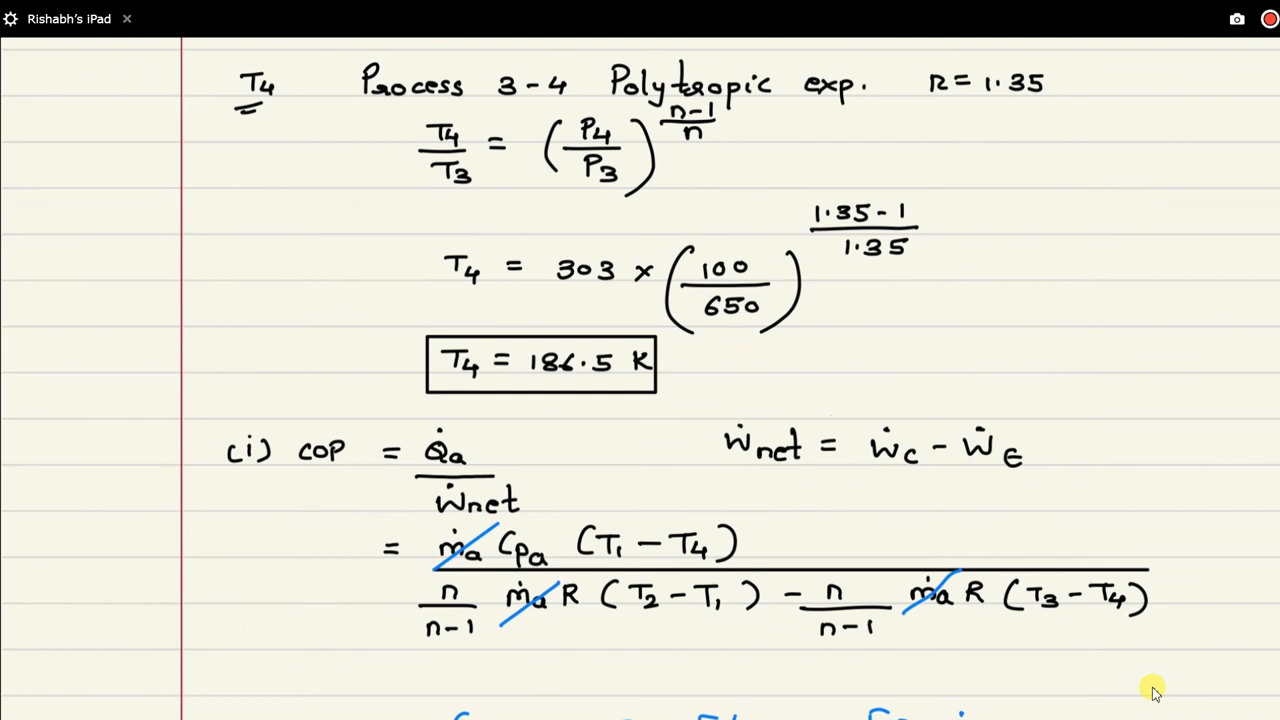 Rishabh's iPad
T4 Process 3-4 Polytropic exp. n = 1.35
T4/T3 = (P4/P3)^((n-1)/n)
T4 = 303 × (100/650)^((1.35-1)/1.35)
T4 = 186.5 K
(i) COP = Q̇a/Ẇnet Ẇnet = ẆC - ẆE
= ṁa Cpa (T1 - T4)
n/(n-1) ṁa R (T2 - T1) - n/(n-1) ṁa R (T3 - T4)